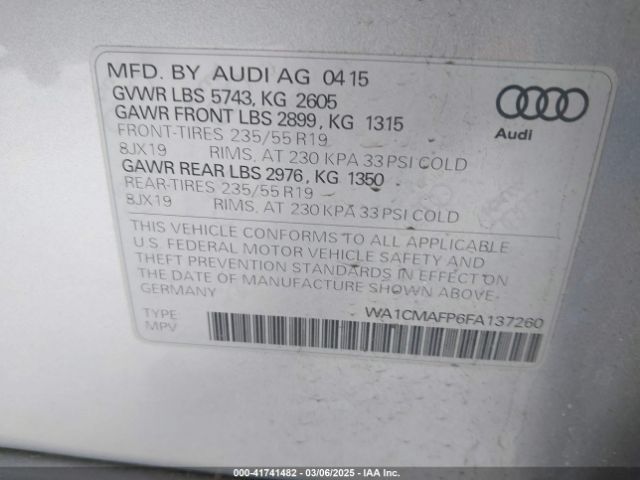 MFD. BY AUDI AG 04 15
GVWR LBS 5743, KG 2605
GAWR FRONT LBS 2899, KG 1315
FRONT-TIRES 235/55 R19
8JX19 RIMS, AT 230 KPA 33 PSI COLD
GAWR REAR LBS 2976, KG 1350
REAR-TIRES 235/55 R19
8JX19 RIMS, AT 230 KPA 33 PSI COLD
Audi
THIS VEHICLE CONFORMS TO ALL APPLICABLE
U.S. FEDERAL MOTOR VEHICLE SAFETY AND
THEFT PREVENTION STANDARDS IN EFFECT ON
THE DATE OF MANUFACTURE SHOWN ABOVE-
GERMANY
TYPE WA1CMAFP6FA137260
MPV
000-41741482 — 03/06/2025 — IAA Inc.